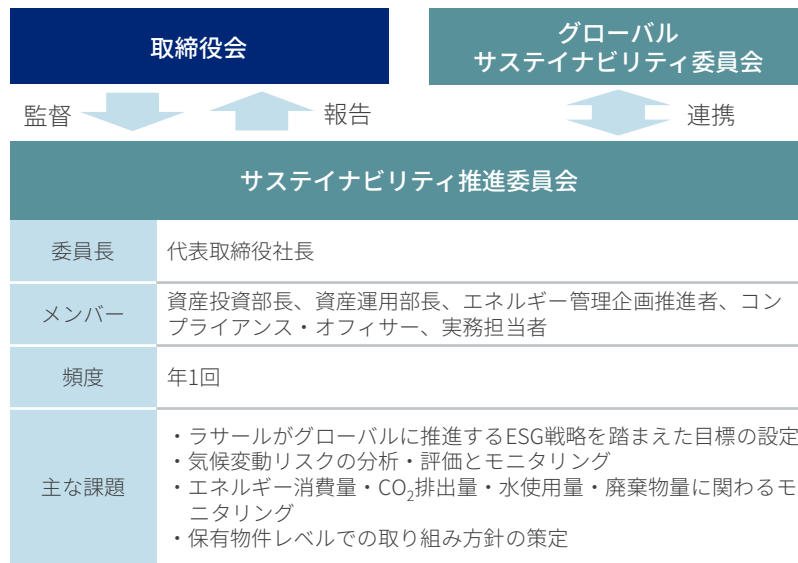 取締役会
グローバル
サステイナビリティ委員会
監督
報告
連携
サステイナビリティ推進委員会
委員長
代表取締役社長
メンバー
資産投資部長、資産運用部長、エネルギー管理企画推進者、コン
プライアンス・オフィサー、実務担当者
頻度
年1回
主な課題
・ラサールがグローバルに推進するESG戦略を踏まえた目標の設定
・気候変動リスクの分析・評価とモニタリング
・エネルギー消費量・CO₂排出量・水使用量・廃棄物量に関わるモ
ニタリング
・保有物件レベルでの取り組み方針の策定